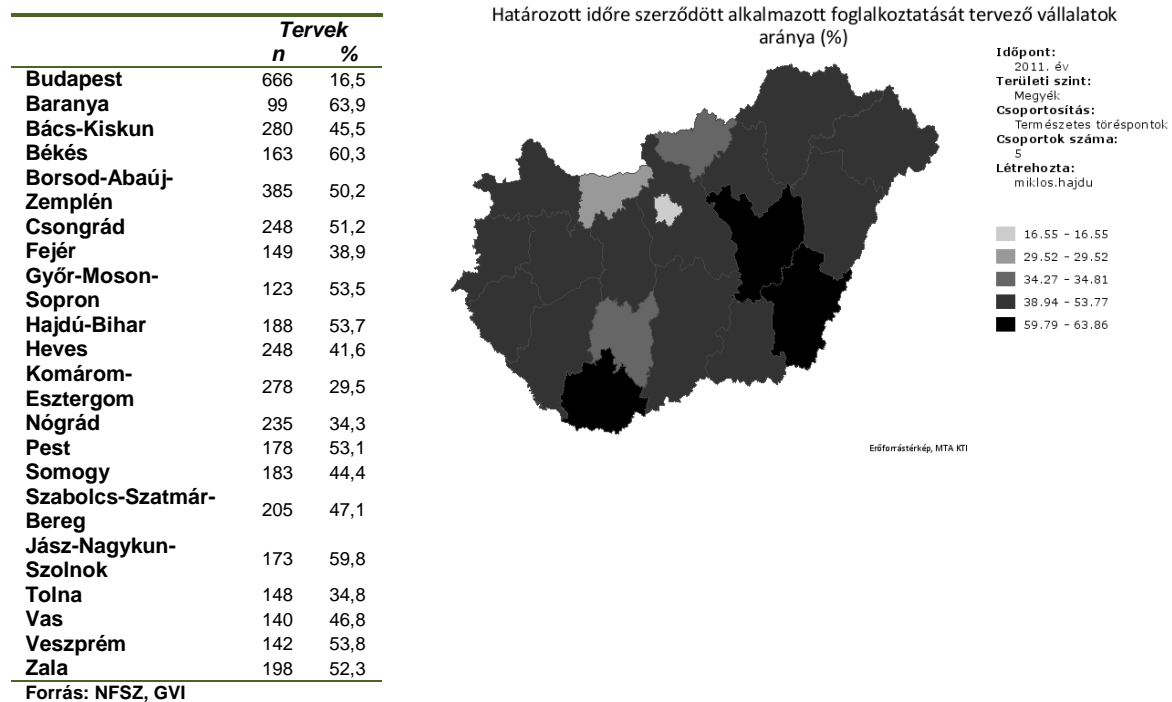 Tervek
n %
Budapest 666 16,5
Baranya 99 63,9
Bács-Kiskun 280 45,5
Békés 163 60,3
Borsod-Abaúj-
Zemplén 385 50,2
Csongrád 248 51,2
Fejér 149 38,9
Győr-Moson-
Sopron 123 53,5
Hajdú-Bihar 188 53,7
Heves 248 41,6
Komárom-
Esztergom 278 29,5
Nógrád 235 34,3
Pest 178 53,1
Somogy 183 44,4
Szabolcs-Szatmár-
Bereg 205 47,1
Jász-Nagykun-
Szolnok 173 59,8
Tolna 148 34,8
Vas 140 46,8
Veszprém 142 53,8
Zala 198 52,3
Forrás: NFSZ, GVI
Határozott időre szerződött alkalmazott foglalkoztatását tervező vállalatok
aránya (%)
Időpont:
2011. év
Területi szint:
Megyék
Csoportosítás:
Természetes töréspontok
Csoportok száma:
5
Létrehozta:
miklos.hajdu
16.55 - 16.55
29.52 - 29.52
34.27 - 34.81
38.94 - 53.77
59.79 - 63.86
Erőforrástérkép, MTA KTI